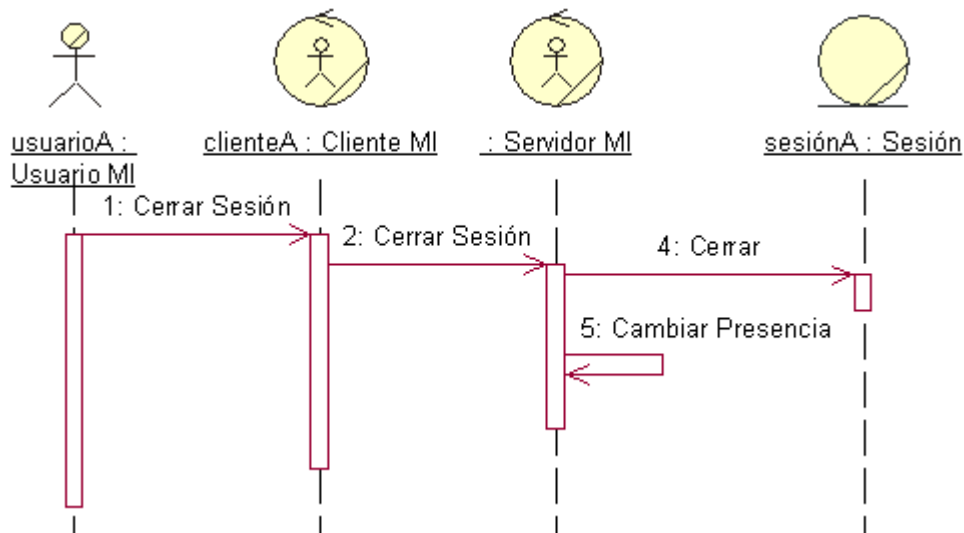 usuarioA :
Usuario MI
clienteA : Cliente MI
: Servidor MI
sesiónA : Sesión
1: Cerrar Sesión
2: Cerrar Sesión
4: Cerrar
5: Cambiar Presencia